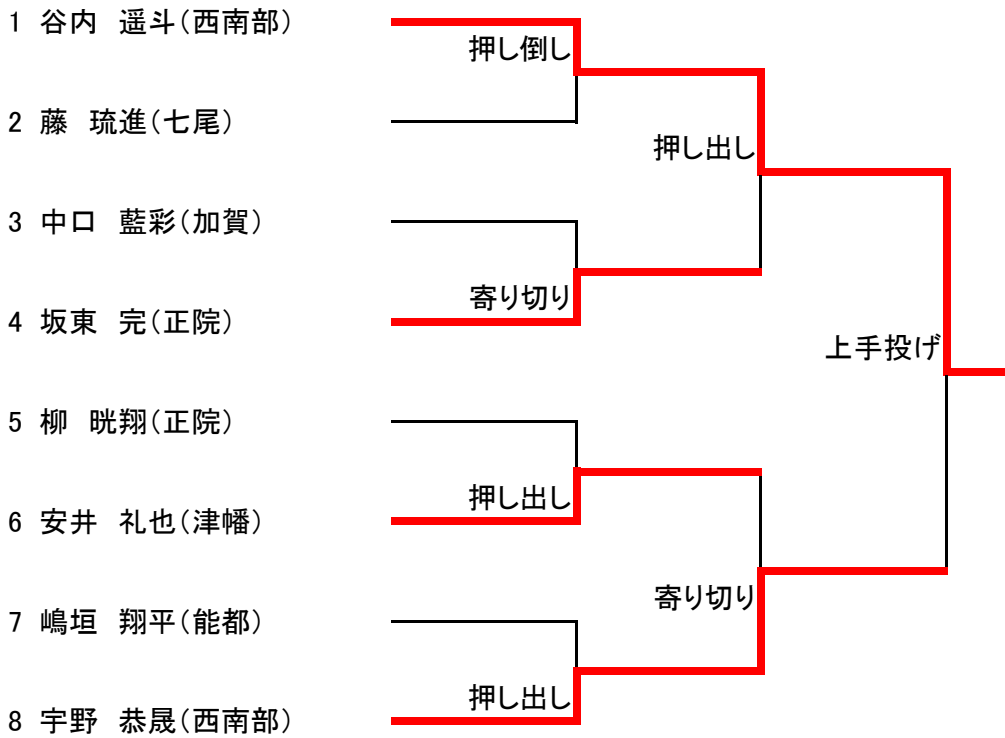 1 谷内　遥斗（西南部）
押し倒し
2 藤　琉進（七尾）
押し出し
3 中口　藍彩（加賀）
寄り切り
4 坂東　完（正院）
上手投げ
5 柳　晄翔（正院）
押し出し
6 安井　礼也（津幡）
寄り切り
7 嶋垣　翔平（能都）
押し出し
8 宇野　恭晟（西南部）